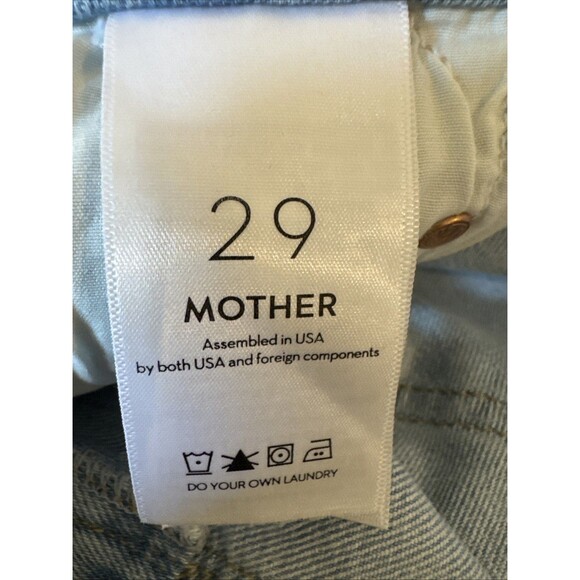 29
MOTHER
Assembled in USA
by both USA and foreign components
DO YOUR OWN LAUNDRY